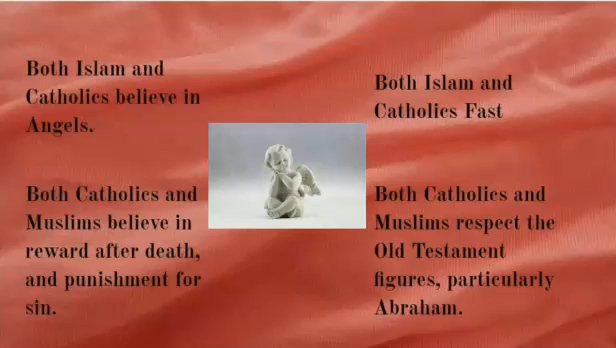 Both Islam and
Catholics believe in
Angels.
Both Islam and
Catholics Fast
Both Catholics and
Muslims believe in
reward after death,
and punishment for
sin.
Both Catholics and
Muslims respect the
Old Testament
figures, particularly
Abraham.